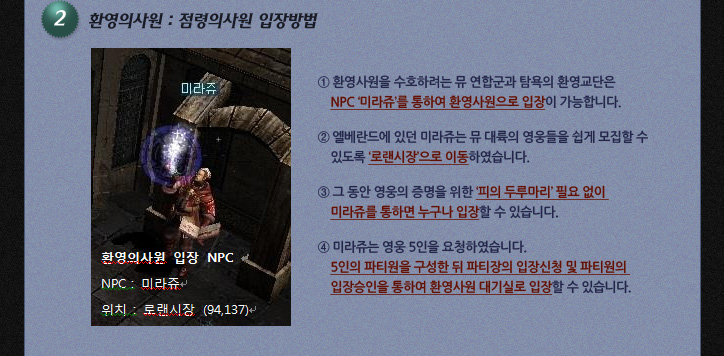 2 환영의사원 : 점령의사원 입장방법
미라쥬
환영의사원 입장 NPC
NPC : 미라쥬
위치 : 로랜시장 (94,137)
① 환영사원을 수호하려는 뮤 연합군과 탐욕의 환영교단은
NPC '미라쥬'를 통하여 환영사원으로 입장이 가능합니다.
② 엘베란드에 있던 미라쥬는 뮤 대륙의 영웅들을 쉽게 모집할 수
있도록 '로랜시장'으로 이동하였습니다.
③ 그 동안 영웅의 증명을 위한 '피의 두루마리' 필요 없이
미라쥬를 통하면 누구나 입장할 수 있습니다.
④ 미라쥬는 영웅 5인을 요청하였습니다.
5인의 파티원을 구성한 뒤 파티장의 입장신청 및 파티원의
입장승인을 통하여 환영사원 대기실로 입장할 수 있습니다.